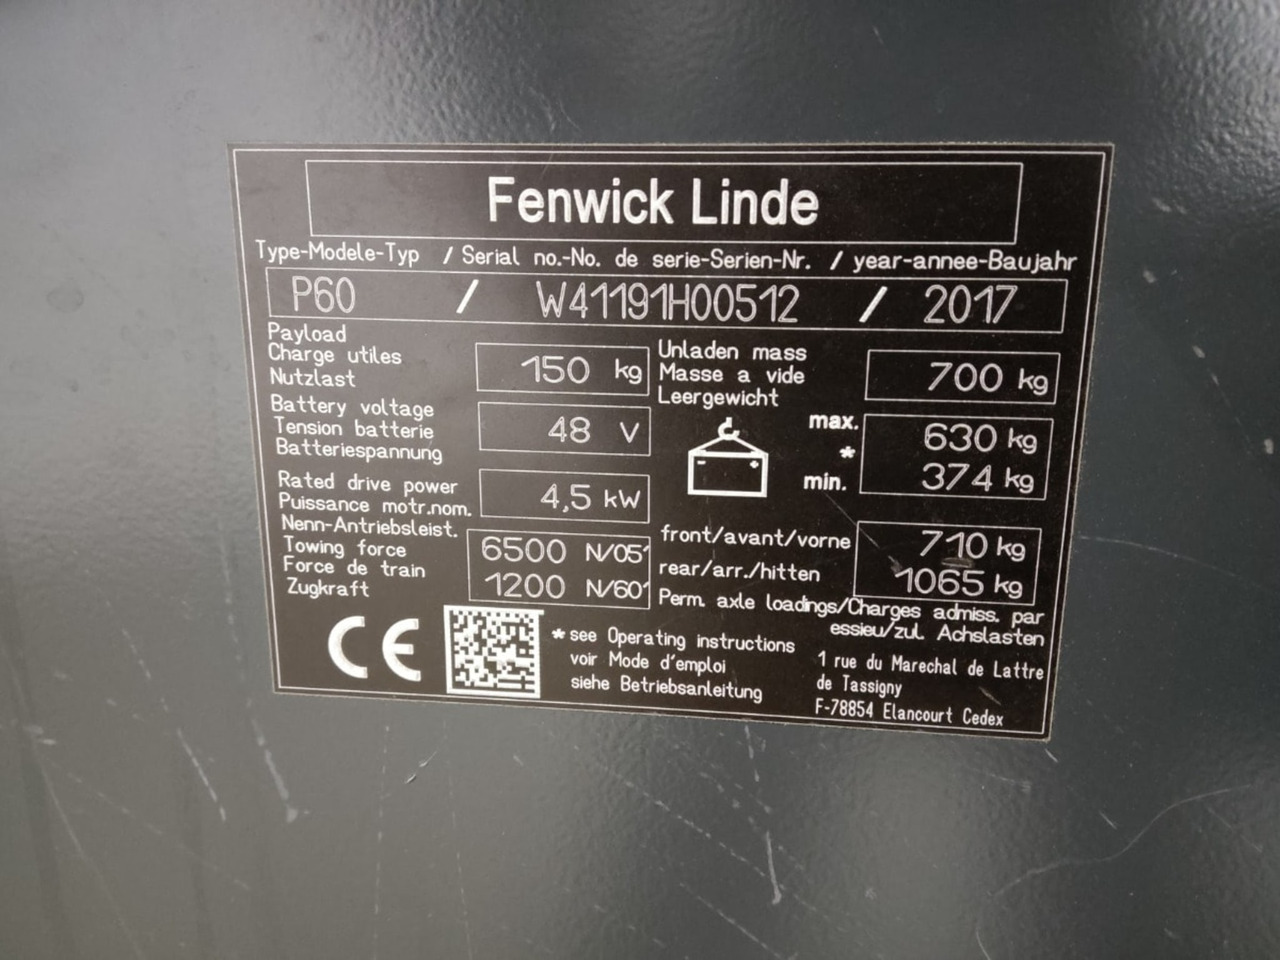 Fenwick Linde
Type-Modele-Typ / Serial no.-No. de serie-Serien-Nr. / year-annee-Baujahr
P60 / W41191H00512 / 2017
Payload
Charge utiles
Nutzlast
150 kg
Unladen mass
Masse a vide
Leergewicht
700 kg
Battery voltage
Tension batterie
Batteriespannung
48 V
- +
max.
*
min.
630 kg
374 kg
Rated drive power
Puissance motr.nom.
Nenn-Antriebsleist.
4,5 kW
Towing force
Force de train
Zugkraft
6500 N/05'
1200 N/60'
front/avant/vorne
710 kg
rear/arr./hitten
1065 kg
Perm. axle loadings/Charges admiss. par
essieu/zul. Achslasten
CE
* see Operating instructions
voir Mode d'emploi
siehe Betriebsanleitung
1 rue du Marechal de Lattre
de Tassigny
F-78854 Elancourt Cedex